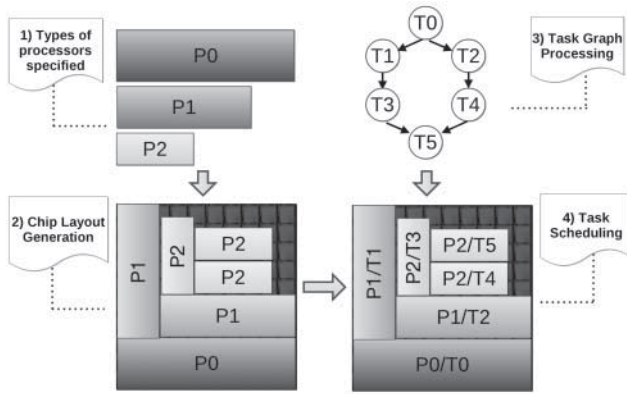 1) Types of
processors
specified
P0
P1
P2
T0
T1
T2
T3
T4
T5
3) Task Graph
Processing
2) Chip Layout
Generation
P1
P2
P2
P2
P1
P0
P1/T1
P2/T3
P2/T5
P2/T4
P1/T2
P0/T0
4) Task
Scheduling